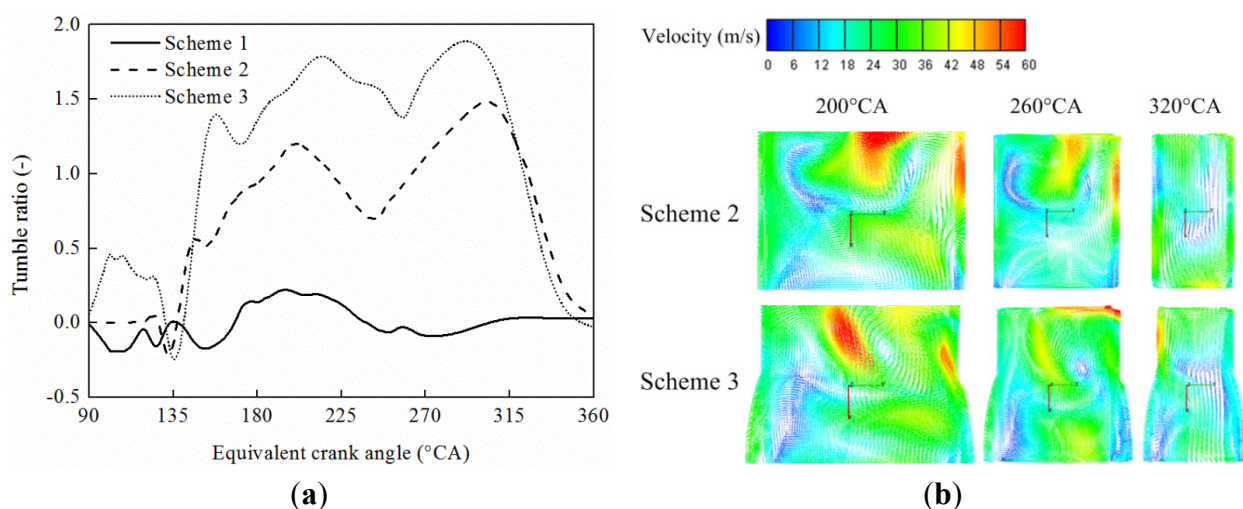 2.0
1.5
1.0
0.5
0.0
-0.5
Tumble ratio (-)
Scheme 1
Scheme 2
Scheme 3
90 135 180 225 270 315 360
Equivalent crank angle (°CA)
(a)
Velocity (m/s)
0 6 12 18 24 30 36 42 48 54 60
200°CA 260°CA 320°CA
Scheme 2
Scheme 3
(b)